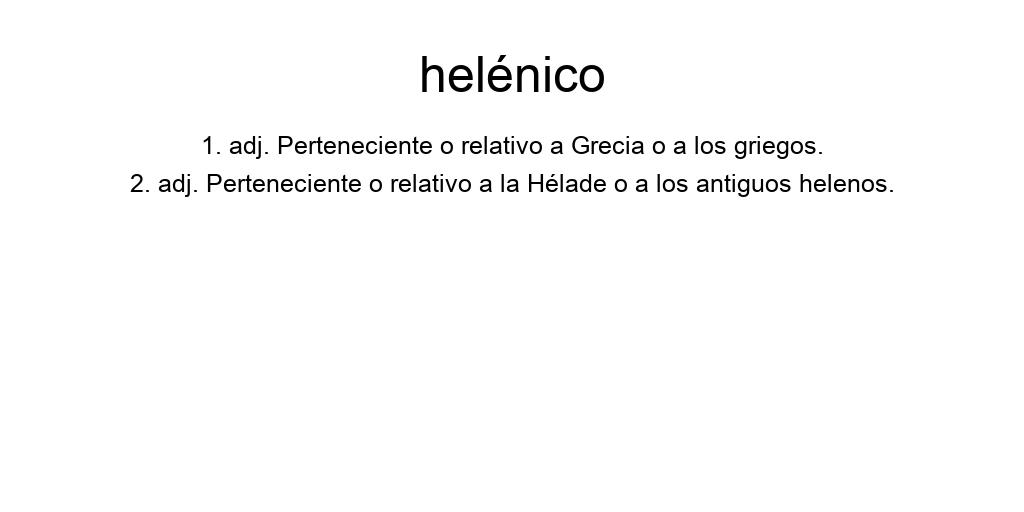 helénico
1. adj. Perteneciente o relativo a Grecia o a los griegos.
2. adj. Perteneciente o relativo a la Hélade o a los antiguos helenos.